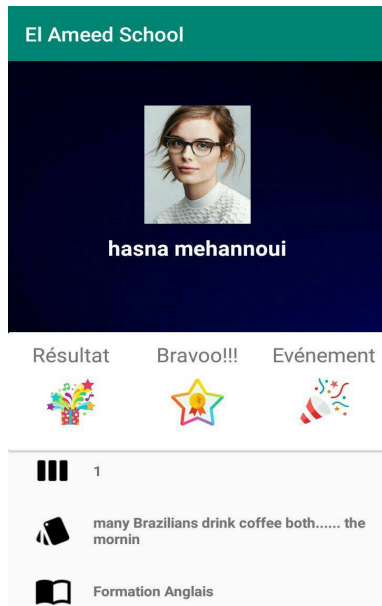 El Ameed School
hasna mehannoui
Résultat Bravoo!!! Evénement
1
many Brazilians drink coffee both...... the
mornin
Formation Anglais